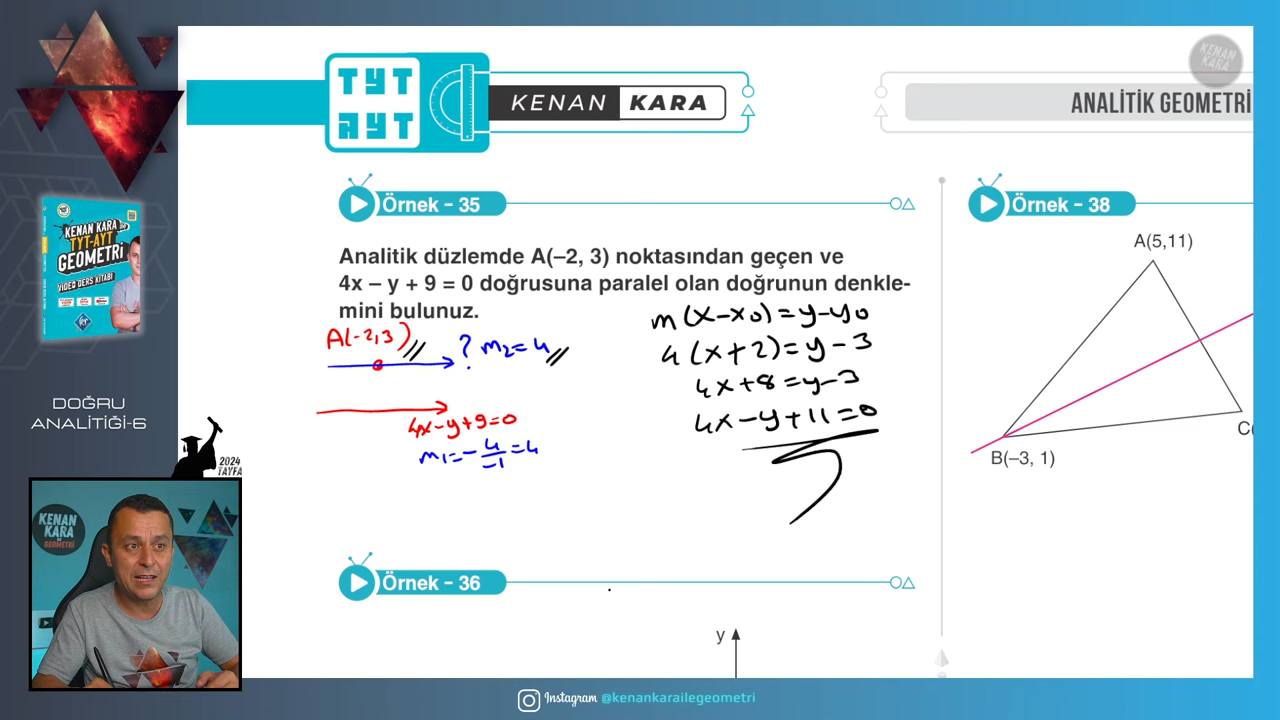 KENAN KARA
TYT-AYT
GEOMETRİ
VİDEO DERS KİTABI
DOĞRU
ANALİTİĞİ-6
2024
TAYFA
KENAN
KARA
İLE
GEOMETRİ
TYT
AYT
KENAN KARA
KENAN
KARA
ANALİTİK GEOMETRİ
Örnek - 35
Analitik düzlemde A(–2, 3) noktasından geçen ve
4x – y + 9 = 0 doğrusuna paralel olan doğrunun denkle-
mini bulunuz.
A(-2,3)
? m₂=4
4x-y+9=0
m₁=-4/-1=4
m(x-x₀)=y-y₀
4(x+2)=y-3
4x+8=y-3
4x-y+11=0
Örnek - 36
y
Örnek - 38
A(5,11)
B(–3, 1)
C(
Instagram @kenankarailegeometri